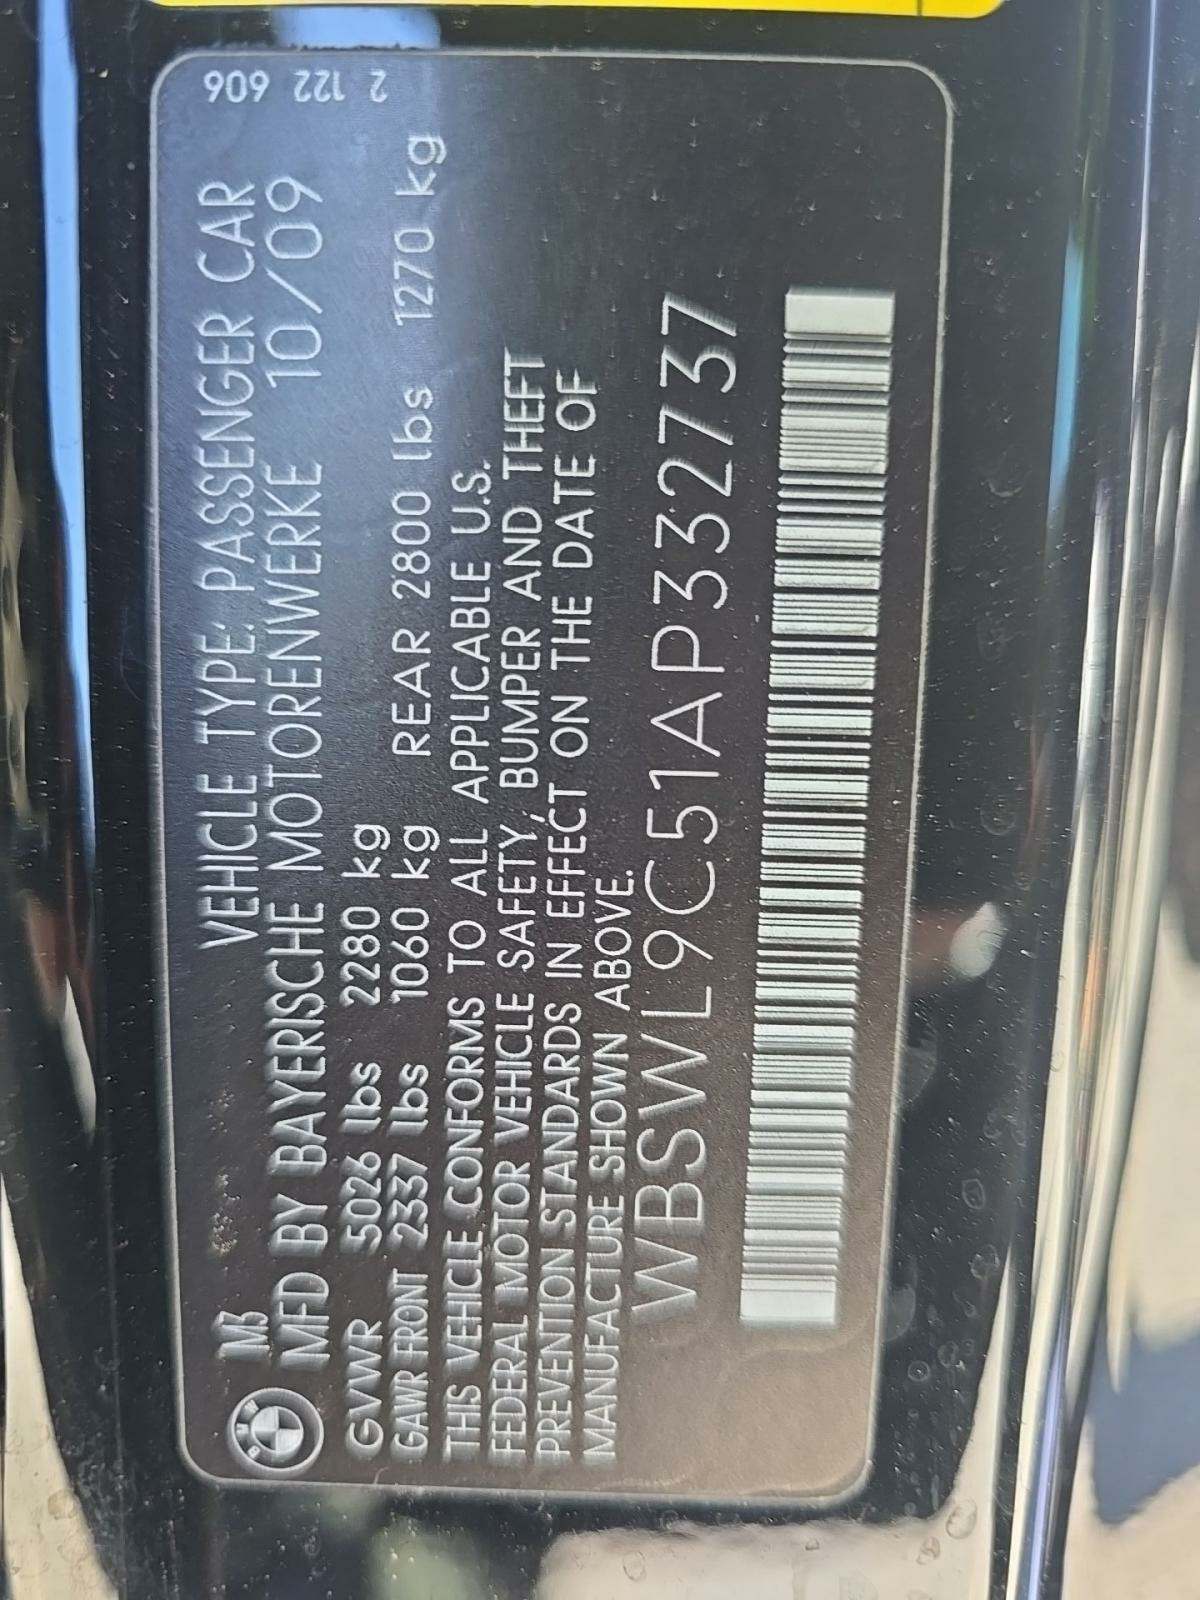 M3 VEHICLE TYPE: PASSENGER CAR
MFD BY BAYERISCHE MOTORENWERKE 10/09
GVWR 5026 lbs 2280 kg
GAWR FRONT 2337 lbs 1060 kg REAR 2800 lbs 1270 kg
THIS VEHICLE CONFORMS TO ALL APPLICABLE U.S.
FEDERAL MOTOR VEHICLE SAFETY, BUMPER AND THEFT
PREVENTION STANDARDS IN EFFECT ON THE DATE OF
MANUFACTURE SHOWN ABOVE.
WBSWL9C51AP332737
2 122 606
BMW